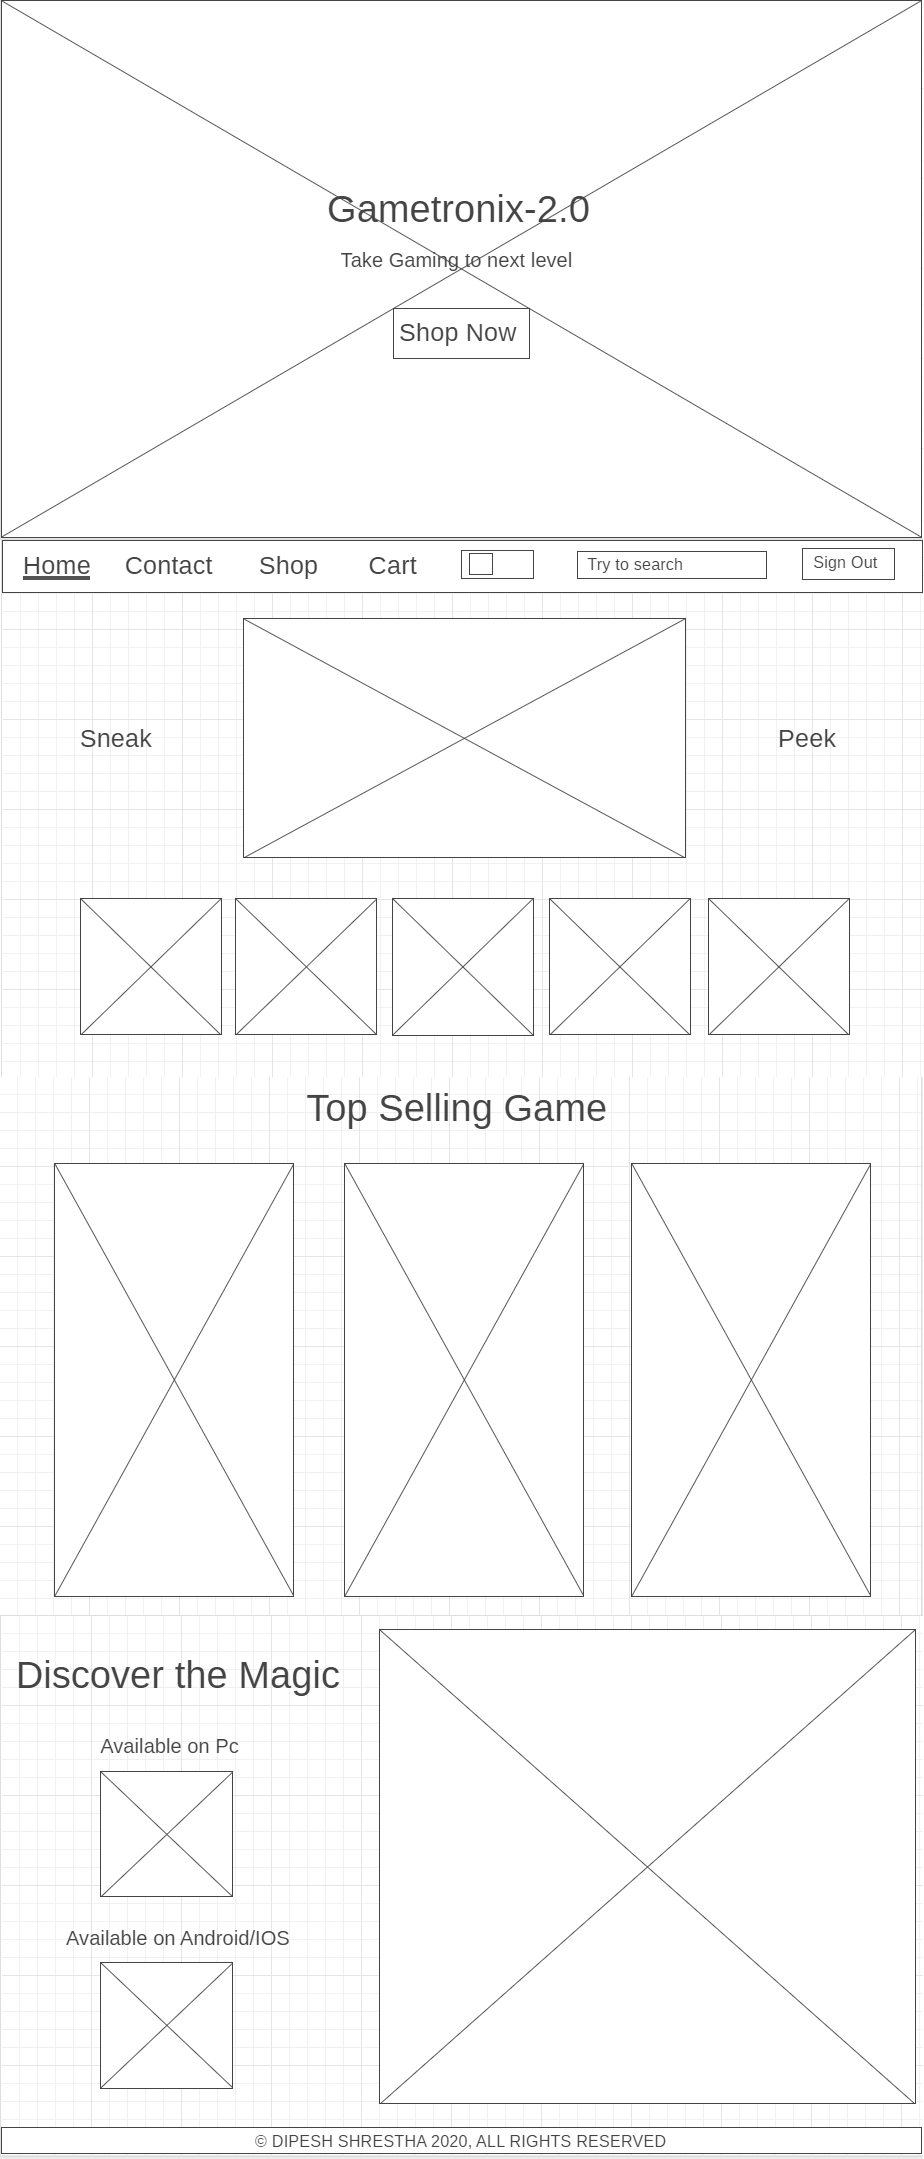 Gametronix-2.0
Take Gaming to next level
Shop Now
Home Contact Shop Cart Try to search Sign Out
Sneak Peek
Top Selling Game
Discover the Magic
Available on Pc
Available on Android/IOS
© DIPESH SHRESTHA 2020, ALL RIGHTS RESERVED